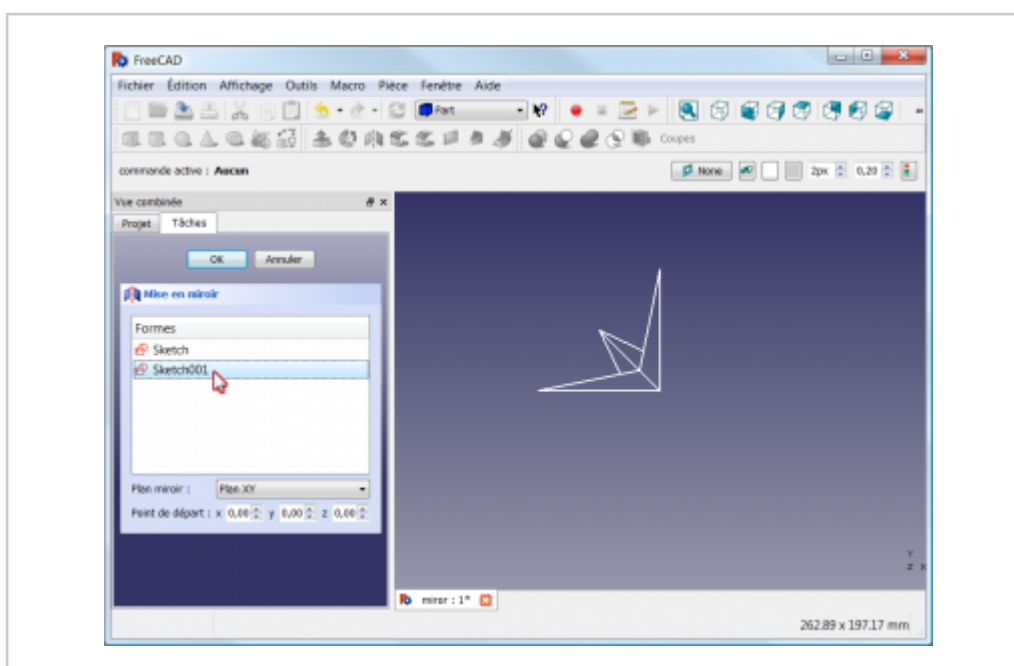 FreeCAD
Fichier Édition Affichage Outils Macro Pièce Fenêtre Aide
Part
Coupes
commande active : Aucun
None 2px 0,20
Vue combinée
Projet Tâches
OK Annuler
Mise en miroir
Formes
Sketch
Sketch001
Plan miroir : Plan XY
Point de départ : x 0,00 y 0,00 z 0,00
Y
Z X
miror : 1*
262.89 x 197.17 mm